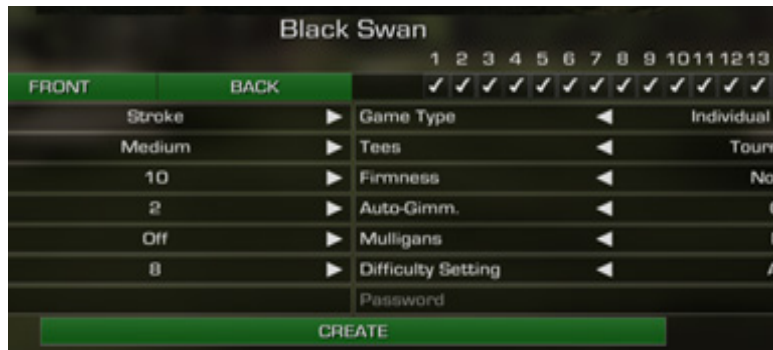 Black Swan
1 2 3 4 5 6 7 8 9 10 11 12 13
FRONT BACK
Stroke Game Type Individual
Medium Tees
10 Firmness
2 Auto-Gimm.
Off Mulligans
8 Difficulty Setting
Password
CREATE